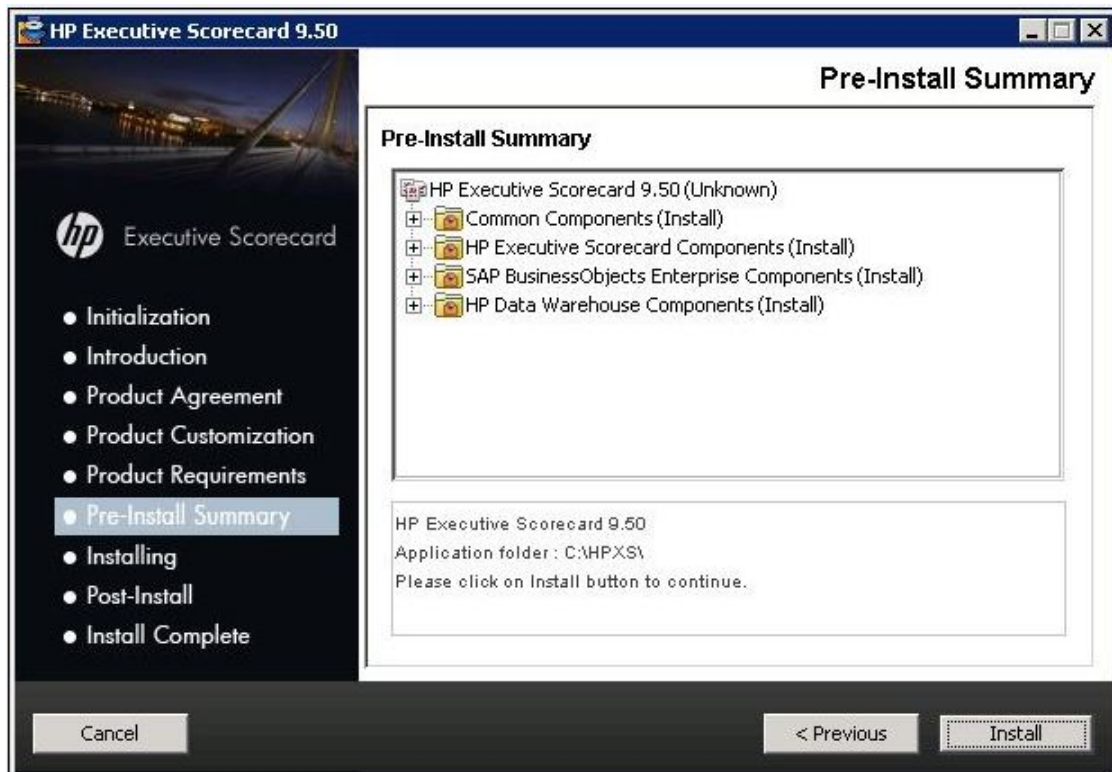 HP Executive Scorecard 9.50
Pre-Install Summary
hp Executive Scorecard
Initialization
Introduction
Product Agreement
Product Customization
Product Requirements
Pre-Install Summary
Installing
Post-Install
Install Complete
Pre-Install Summary
HP Executive Scorecard 9.50 (Unknown)
Common Components (Install)
HP Executive Scorecard Components (Install)
SAP BusinessObjects Enterprise Components (Install)
HP Data Warehouse Components (Install)
HP Executive Scorecard 9.50
Application folder : C:\HPXS\
Please click on Install button to continue.
Cancel
< Previous
Install